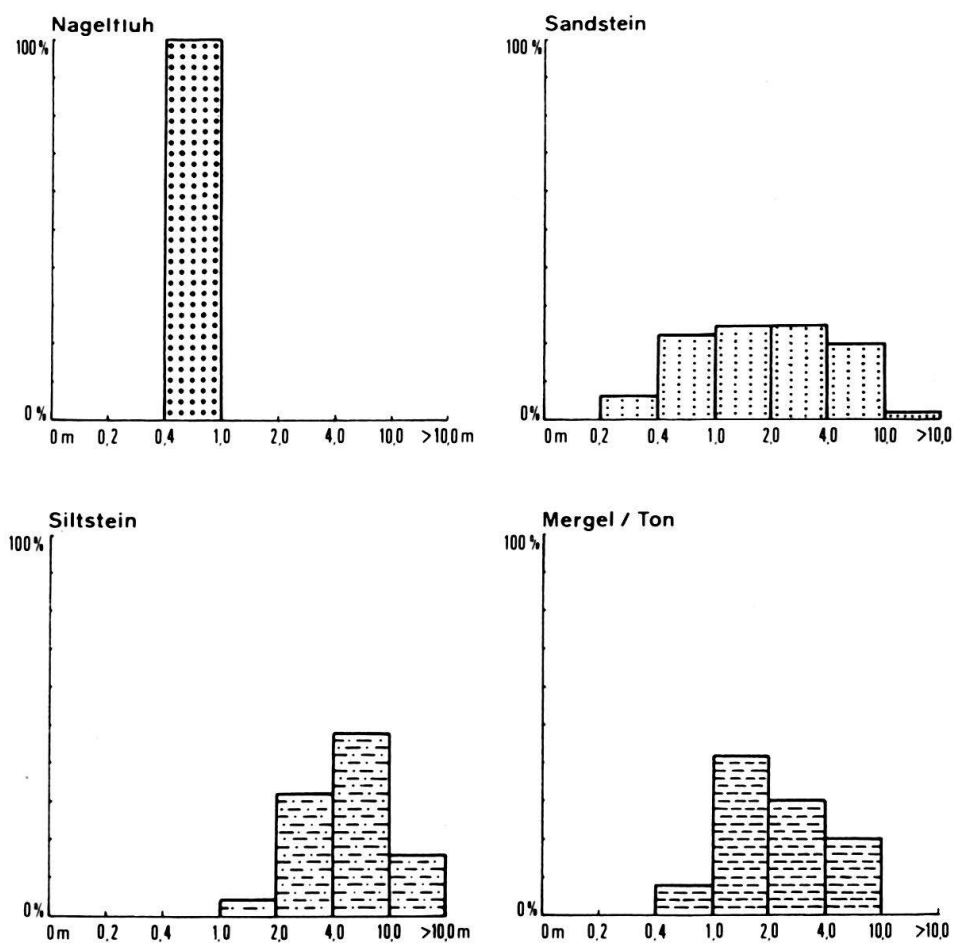 Nagelfluh
100%
0%
0 m 0,2 0,4 1,0 2,0 4,0 10,0 >10,0 m
Sandstein
100%
0%
0 m 0,2 0,4 1,0 2,0 4,0 10,0 >10,0
Siltstein
100%
0%
0 m 0,2 0,4 1,0 2,0 4,0 10,0 >10,0 m
Mergel / Ton
100%
0%
0 m 0,2 0,4 1,0 2,0 4,0 10,0 >10,0 m